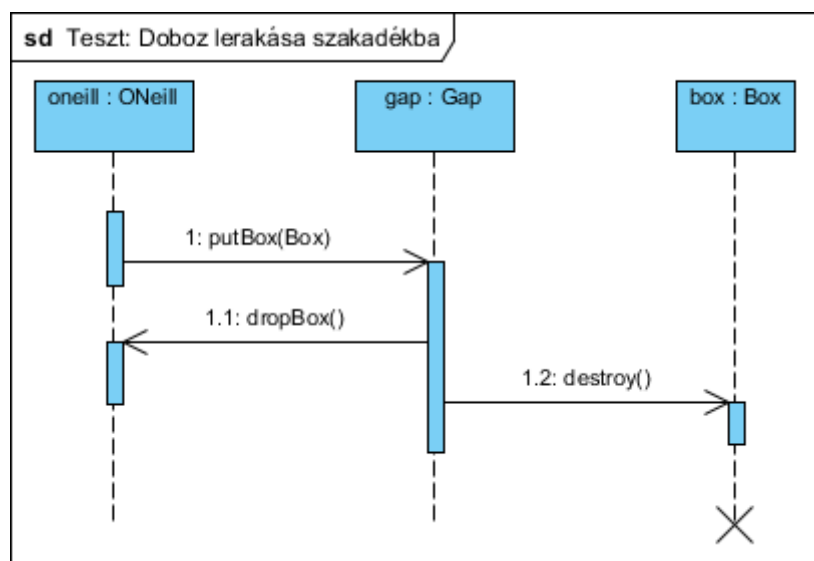 sd Teszt: Doboz lerakása szakadékba
oneill : ONeill
gap : Gap
box : Box
1: putBox(Box)
1.1: dropBox()
1.2: destroy()